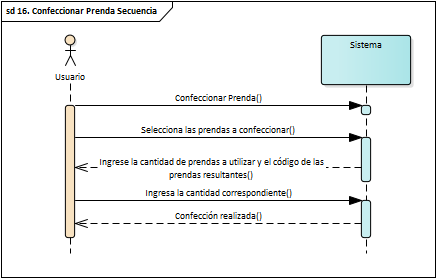 sd 16. Confeccionar Prenda Secuencia
Usuario
Sistema
Confeccionar Prenda()
Selecciona las prendas a confeccionar()
Ingrese la cantidad de prendas a utilizar y el código de las
prendas resultantes()
Ingresa la cantidad correspondiente()
Confección realizada()